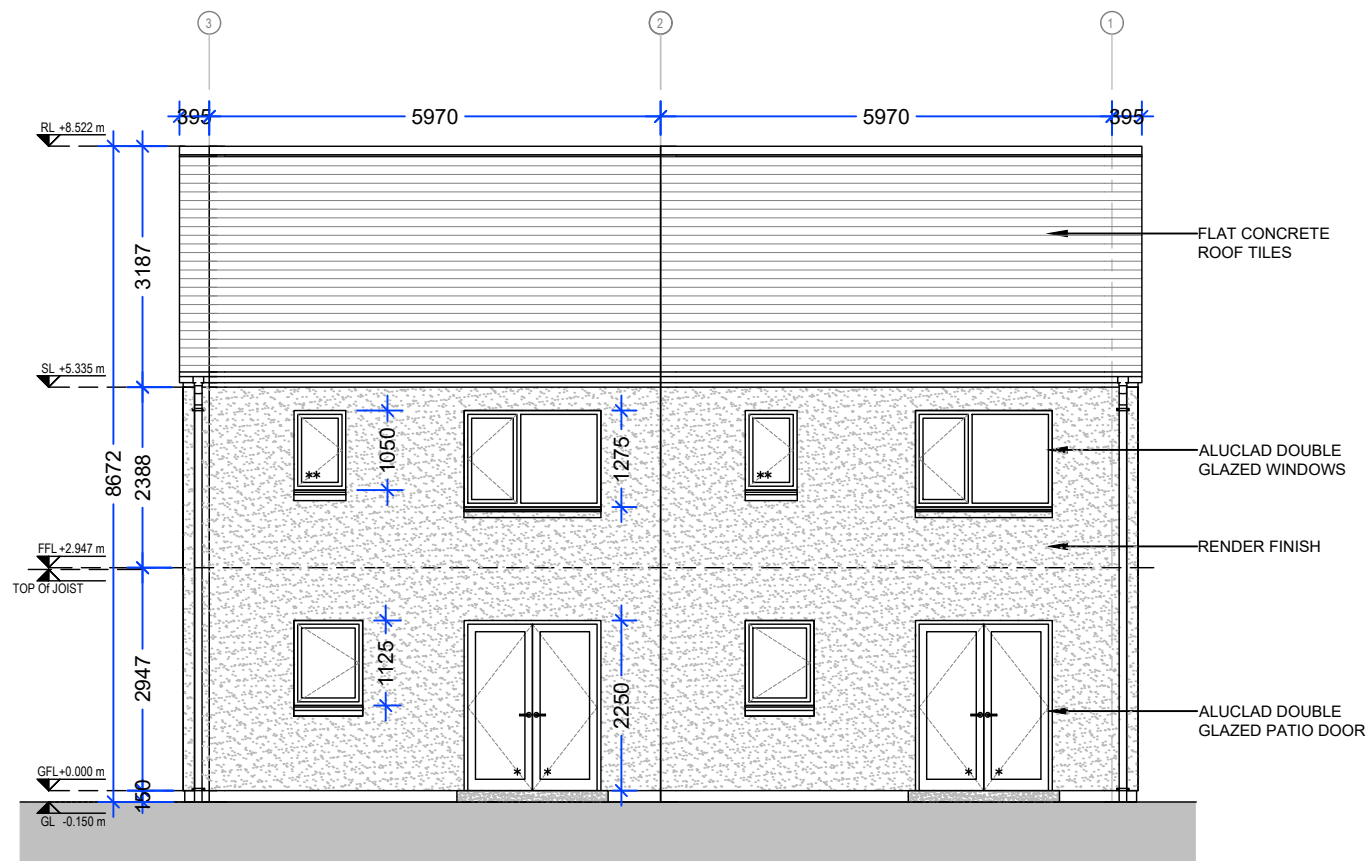 3
2
1
395
5970
5970
395
RL +8.522 m
3187
FLAT CONCRETE
ROOF TILES
SL +5.335 m
8672
2388
1050
1275
**
**
ALUCLAD DOUBLE
GLAZED WINDOWS
FFL +2.947 m
TOP Of JOIST
RENDER FINISH
2947
1125
2250
ALUCLAD DOUBLE
GLAZED PATIO DOOR
* *
* *
GFL+0.000 m
150
GL -0.150 m